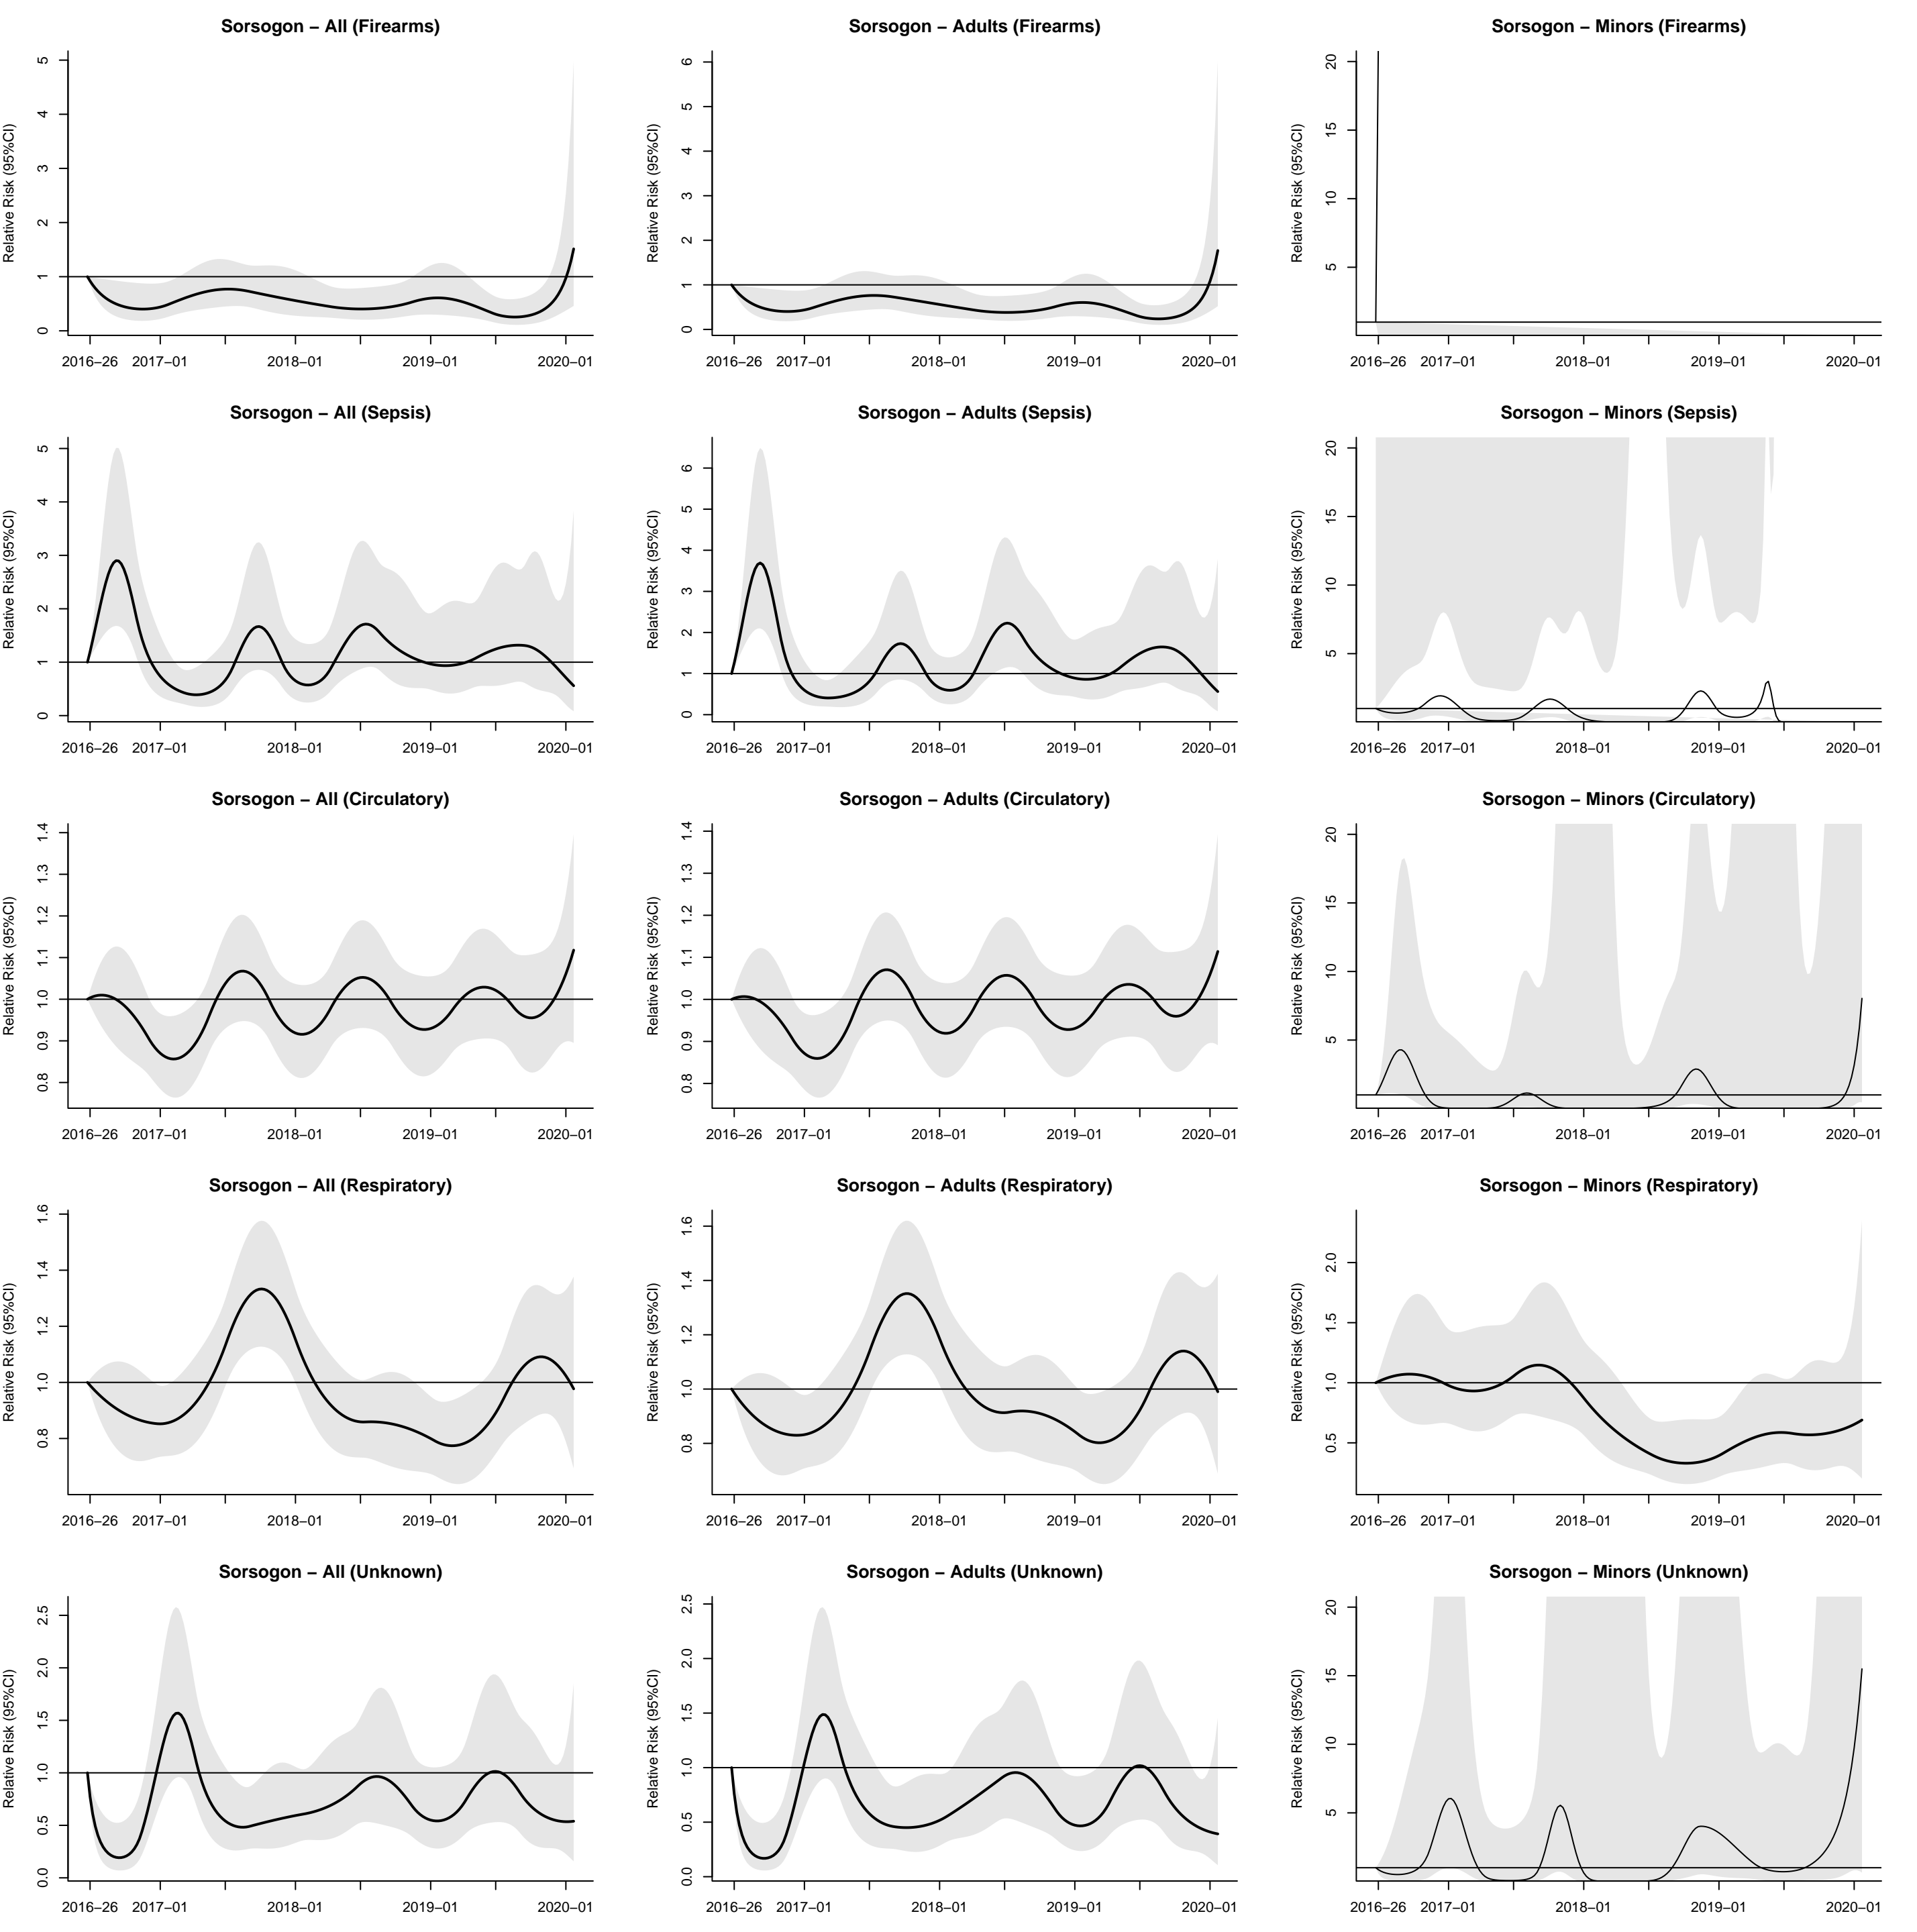 Sorsogon – All (Firearms)
Relative Risk (95%CI)
0 1 2 3 4 5
2016–26 2017–01 2018–01 2019–01 2020–01
Sorsogon – Adults (Firearms)
Relative Risk (95%CI)
0 1 2 3 4 5 6
2016–26 2017–01 2018–01 2019–01 2020–01
Sorsogon – Minors (Firearms)
Relative Risk (95%CI)
5 10 15 20
2016–26 2017–01 2018–01 2019–01 2020–01
Sorsogon – All (Sepsis)
Relative Risk (95%CI)
0 1 2 3 4 5
2016–26 2017–01 2018–01 2019–01 2020–01
Sorsogon – Adults (Sepsis)
Relative Risk (95%CI)
0 1 2 3 4 5 6
2016–26 2017–01 2018–01 2019–01 2020–01
Sorsogon – Minors (Sepsis)
Relative Risk (95%CI)
5 10 15 20
2016–26 2017–01 2018–01 2019–01 2020–01
Sorsogon – All (Circulatory)
Relative Risk (95%CI)
0.8 0.9 1.0 1.1 1.2 1.3 1.4
2016–26 2017–01 2018–01 2019–01 2020–01
Sorsogon – Adults (Circulatory)
Relative Risk (95%CI)
0.8 0.9 1.0 1.1 1.2 1.3 1.4
2016–26 2017–01 2018–01 2019–01 2020–01
Sorsogon – Minors (Circulatory)
Relative Risk (95%CI)
5 10 15 20
2016–26 2017–01 2018–01 2019–01 2020–01
Sorsogon – All (Respiratory)
Relative Risk (95%CI)
0.8 1.0 1.2 1.4 1.6
2016–26 2017–01 2018–01 2019–01 2020–01
Sorsogon – Adults (Respiratory)
Relative Risk (95%CI)
0.8 1.0 1.2 1.4 1.6
2016–26 2017–01 2018–01 2019–01 2020–01
Sorsogon – Minors (Respiratory)
Relative Risk (95%CI)
0.5 1.0 1.5 2.0
2016–26 2017–01 2018–01 2019–01 2020–01
Sorsogon – All (Unknown)
Relative Risk (95%CI)
0.0 0.5 1.0 1.5 2.0 2.5
2016–26 2017–01 2018–01 2019–01 2020–01
Sorsogon – Adults (Unknown)
Relative Risk (95%CI)
0.0 0.5 1.0 1.5 2.0 2.5
2016–26 2017–01 2018–01 2019–01 2020–01
Sorsogon – Minors (Unknown)
Relative Risk (95%CI)
5 10 15 20
2016–26 2017–01 2018–01 2019–01 2020–01